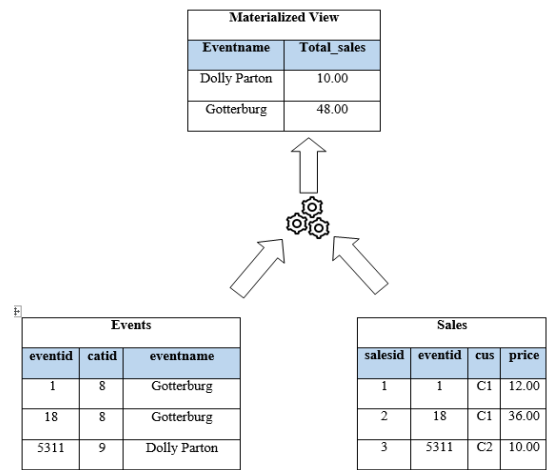 Materialized View
Eventname Total_sales
Dolly Parton 10.00
Gotterburg 48.00
Events
eventid catid eventname
1 8 Gotterburg
18 8 Gotterburg
5311 9 Dolly Parton
Sales
salesid eventid cus price
1 1 C1 12.00
2 18 C1 36.00
3 5311 C2 10.00